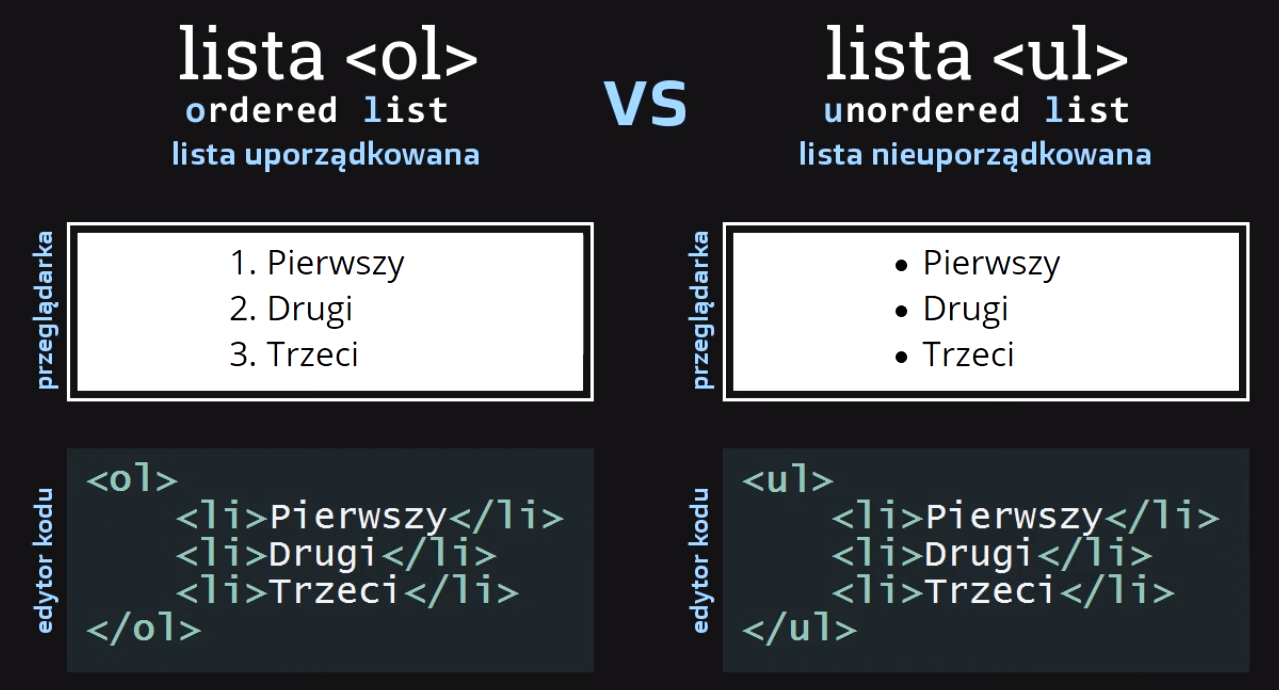 lista <ol>
ordered list
lista uporządkowana
VS
lista <ul>
unordered list
lista nieuporządkowana
przeglądarka
1. Pierwszy
2. Drugi
3. Trzeci
przeglądarka
• Pierwszy
• Drugi
• Trzeci
edytor kodu
<ol>
<li>Pierwszy</li>
<li>Drugi</li>
<li>Trzeci</li>
</ol>
edytor kodu
<ul>
<li>Pierwszy</li>
<li>Drugi</li>
<li>Trzeci</li>
</ul>